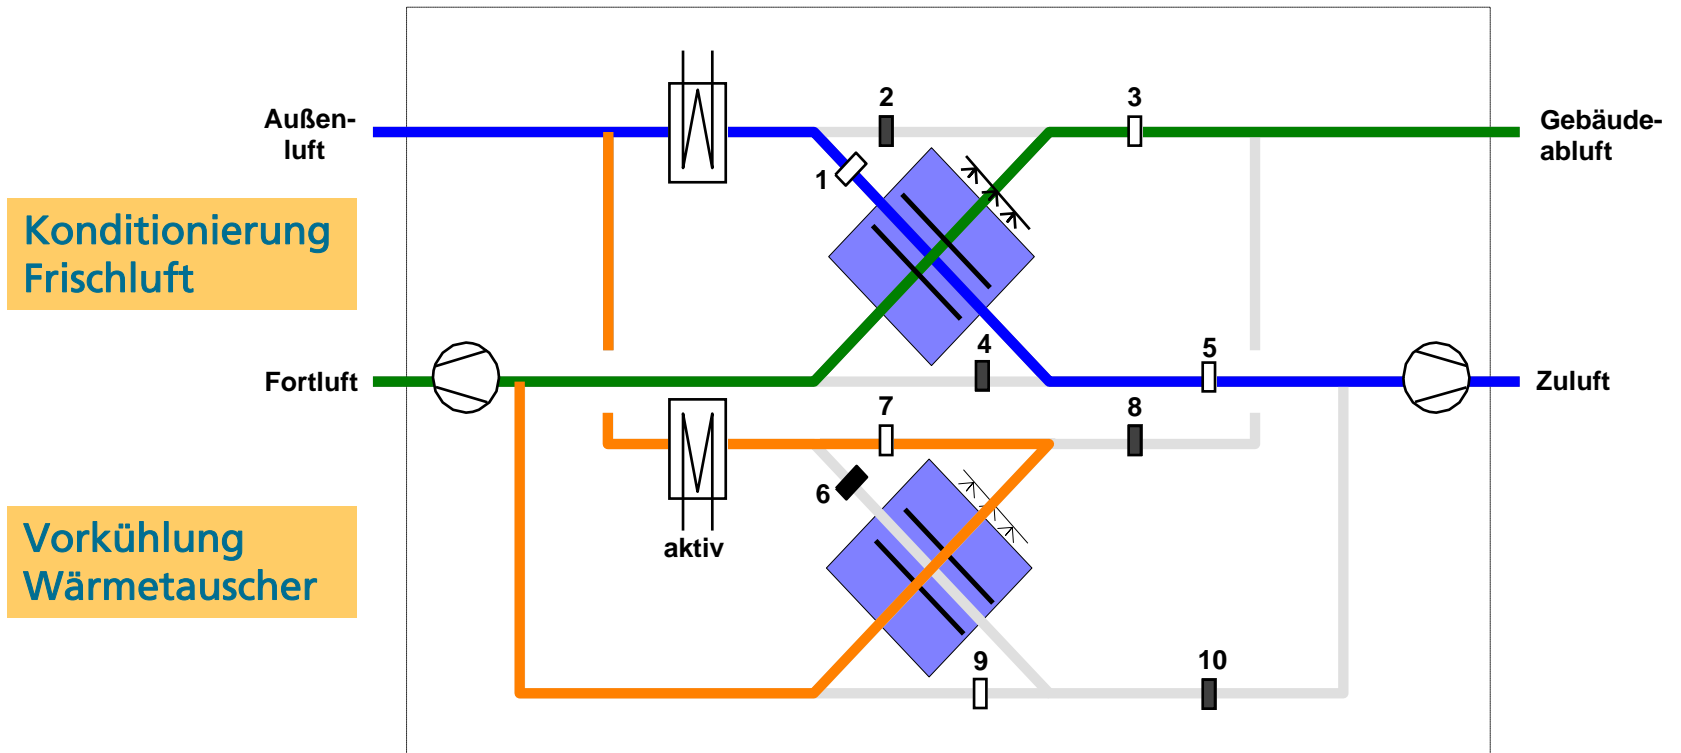 2
3
Außen-
luft
Gebäude-
abluft
1
Konditionierung
Frischluft
4
5
Fortluft
Zuluft
7
8
6
Vorkühlung
Wärmetauscher
aktiv
9
10